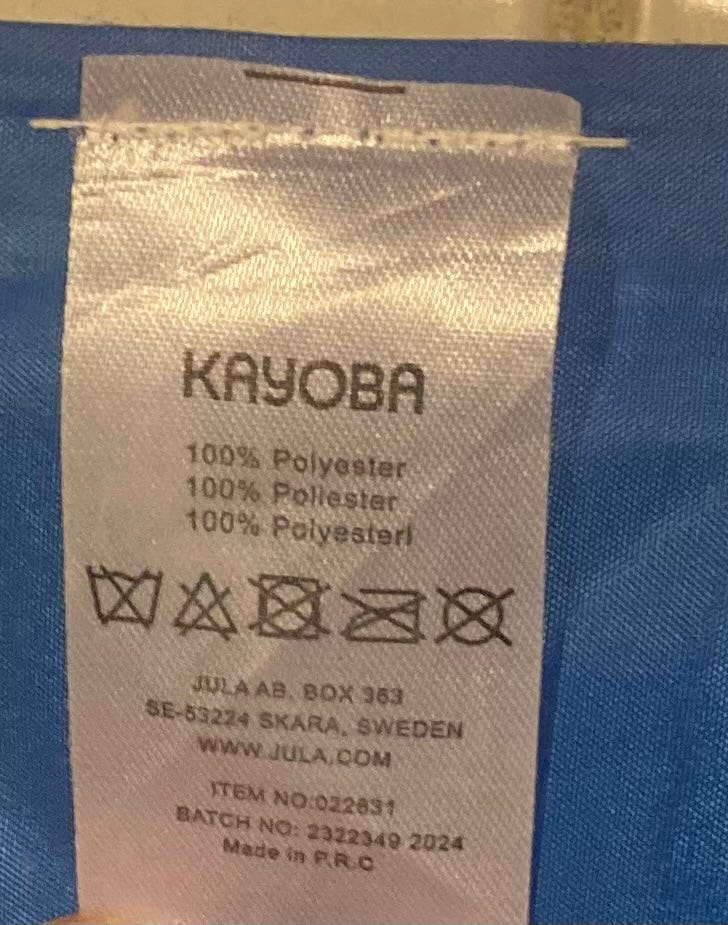 KAYOBA
100% Polyester
100% Poliester
100% Polyesteri
JULA AB, BOX 363
SE-53224 SKARA, SWEDEN
WWW.JULA.COM
ITEM NO:022631
BATCH NO: 2322349 2024
Made in P.R.C